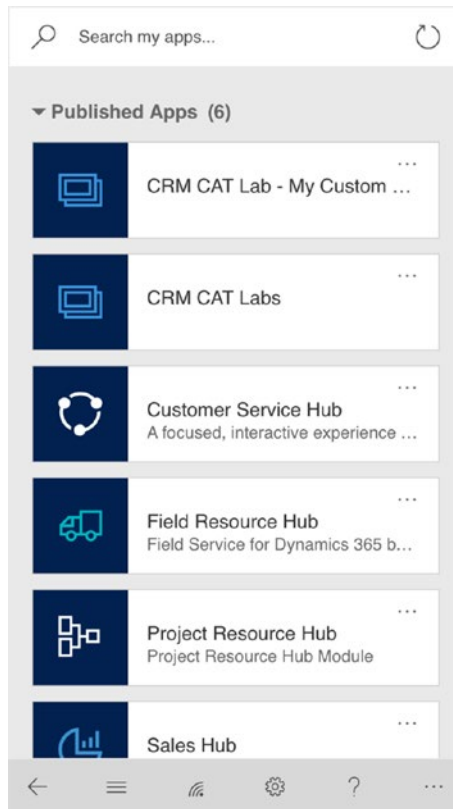 Search my apps...
Published Apps (6)
CRM CAT Lab - My Custom ...
CRM CAT Labs
Customer Service Hub
A focused, interactive experience ...
Field Resource Hub
Field Service for Dynamics 365 b...
Project Resource Hub
Project Resource Hub Module
Sales Hub